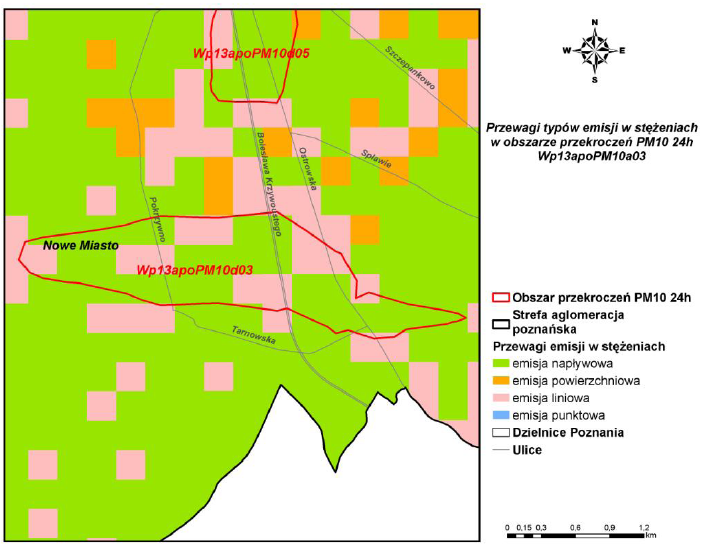 Wp13apoPM10d05
Szczepankowo
Bolesława Krzywoustego
Ostrowska
Spławie
Pokrzywno
Nowe Miasto
Wp13apoPM10d03
Tarnowska
N
W E
S
Przewagi typów emisji w stężeniach
w obszarze przekroczeń PM10 24h
Wp13apoPM10a03
Obszar przekroczeń PM10 24h
Strefa aglomeracja
poznańska
Przewagi emisji w stężeniach
emisja napływowa
emisja powierzchniowa
emisja liniowa
emisja punktowa
Dzielnice Poznania
Ulice
0 0,15 0,3 0,6 0,9 1,2
km